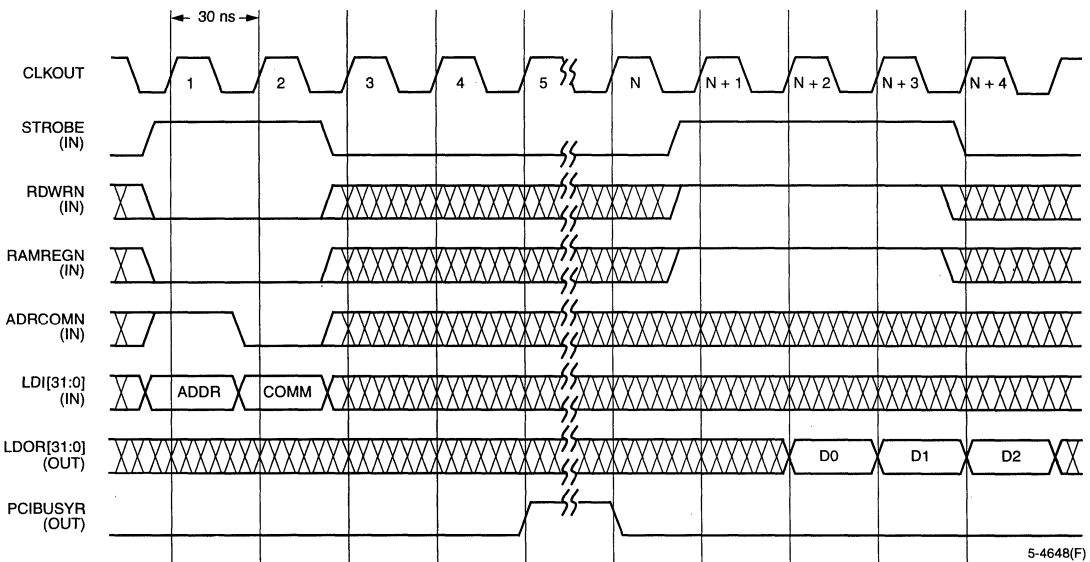 30 ns
CLKOUT
1 2 3 4 5 N N + 1 N + 2 N + 3 N + 4
STROBE
(IN)
RDWRN
(IN)
RAMREGN
(IN)
ADRCOMN
(IN)
LDI[31:0]
(IN)
ADDR COMM
LDOR[31:0]
(OUT)
D0 D1 D2
PCIBUSYR
(OUT)
5-4648(F)